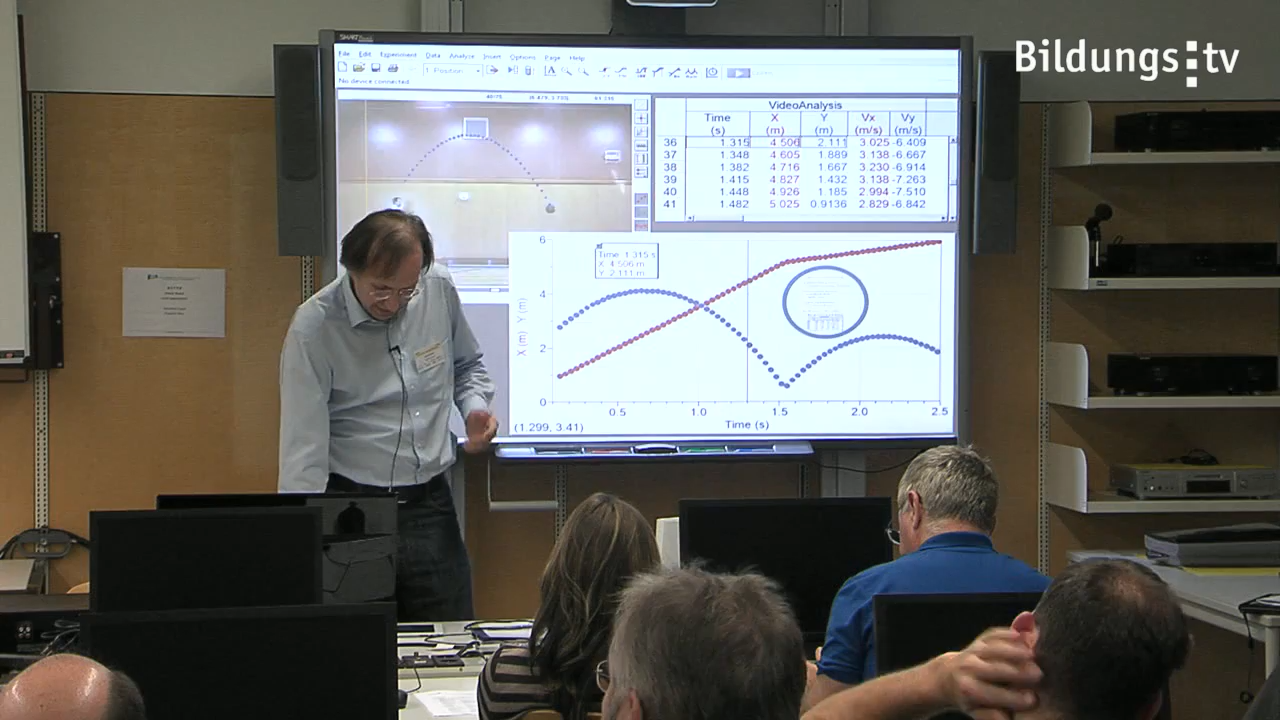 Bildungs:tv
SMART
File Edit Experiment Data Analyze Insert Options Page Help
1: Position
No device connected.
VideoAnalysis
Time X Y Vx Vy
(s) (m) (m) (m/s) (m/s)
36 1.315 4.506 2.111 3.025 -6.409
37 1.348 4.605 1.889 3.138 -6.667
38 1.382 4.716 1.667 3.230 -6.914
39 1.415 4.827 1.432 3.138 -7.263
40 1.448 4.926 1.185 2.994 -7.510
41 1.482 5.025 0.9136 2.829 -6.842
Time 1.315 s
X 4.506 m
Y 2.111 m
6
4
2
0
X (m) Y (m)
0.5 1.0 1.5 2.0 2.5
(1.299, 3.41)
Time (s)